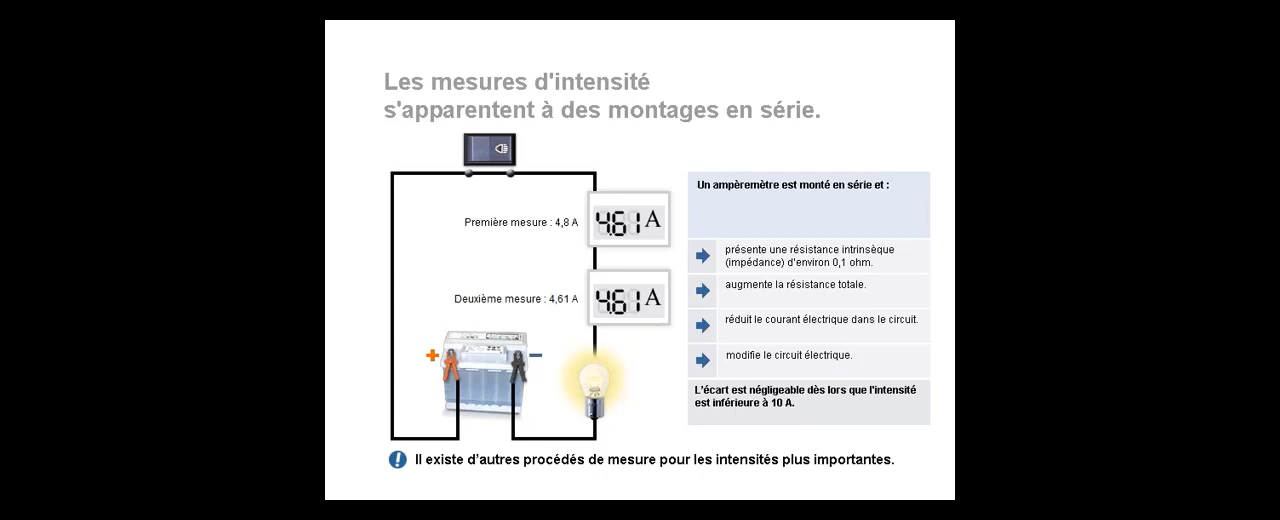 Les mesures d'intensité
s'apparentent à des montages en série.
Un ampèremètre est monté en série et :
Première mesure : 4,8 A
4.61 A
présente une résistance intrinsèque
(impédance) d'environ 0,1 ohm.
augmente la résistance totale.
Deuxième mesure : 4,61 A
4.61 A
réduit le courant électrique dans le circuit.
+
−
modifie le circuit électrique.
L'écart est négligeable dès lors que l'intensité
est inférieure à 10 A.
! Il existe d'autres procédés de mesure pour les intensités plus importantes.